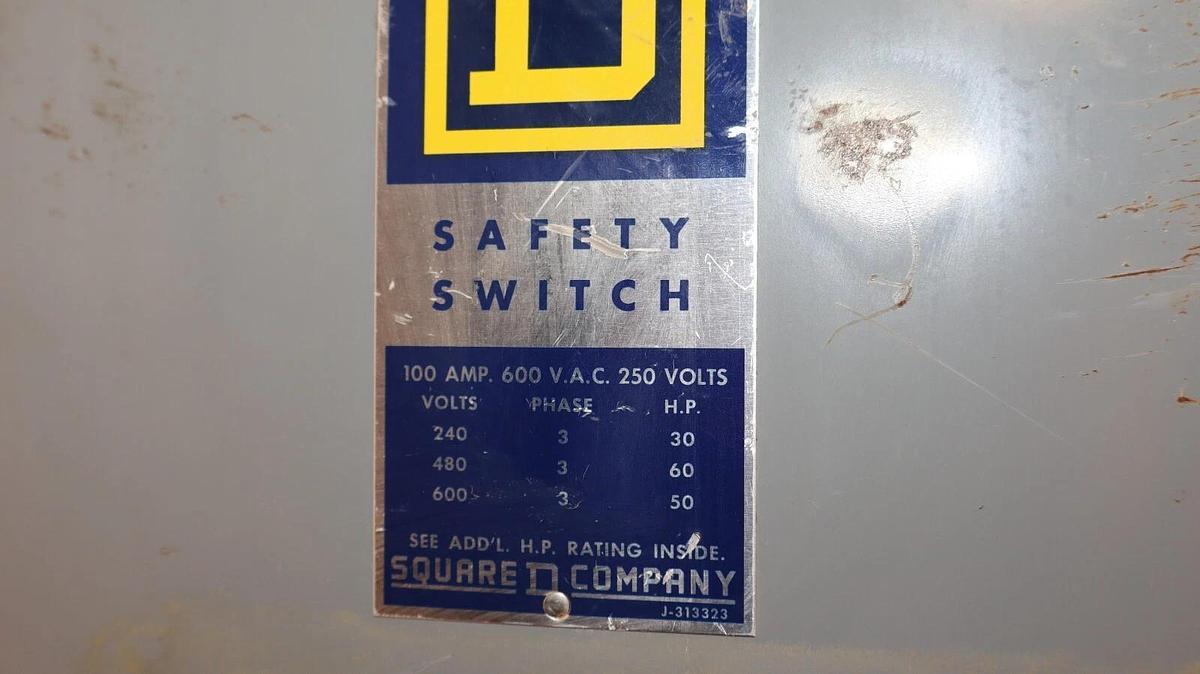 D
SAFETY
SWITCH
100 AMP. 600 V.A.C. 250 VOLTS
VOLTS PHASE H.P.
240 3 30
480 3 60
600 3 50
SEE ADD'L. H.P. RATING INSIDE.
SQUARE D COMPANY
J-313323